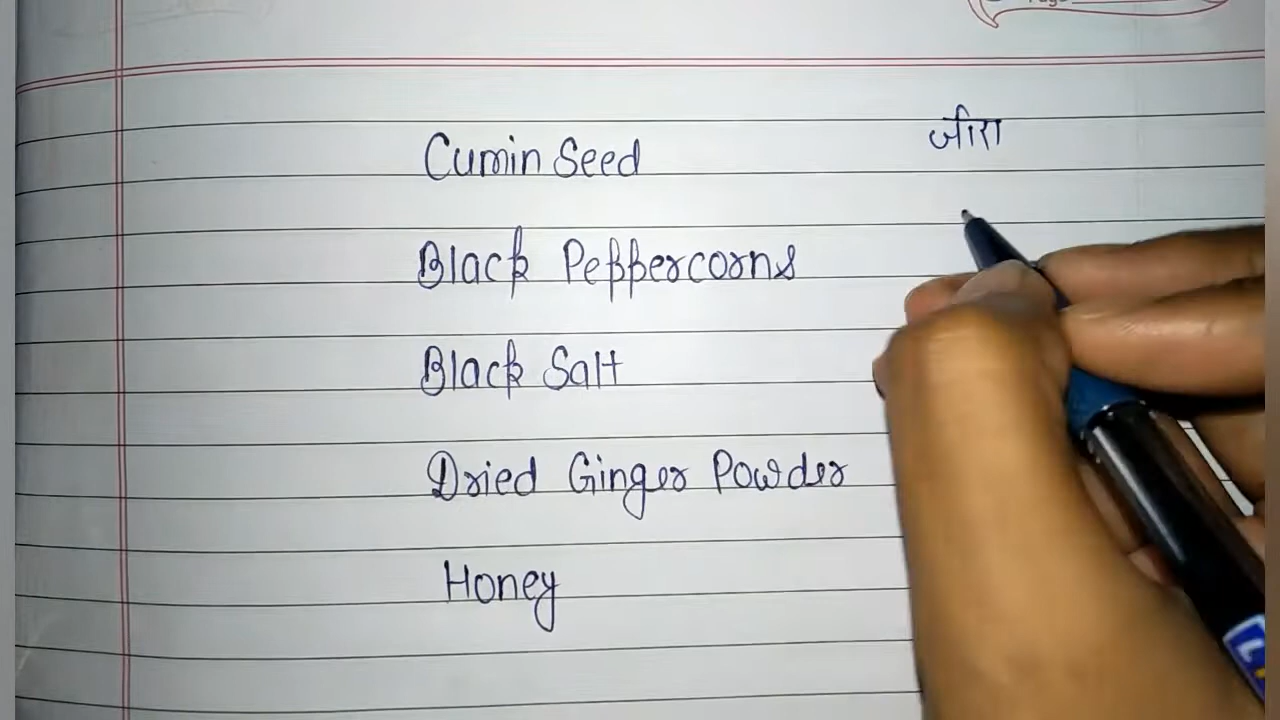 Cumin Seed जीरा
Black Peppercorns
Black Salt
Dried Ginger Powder
Honey